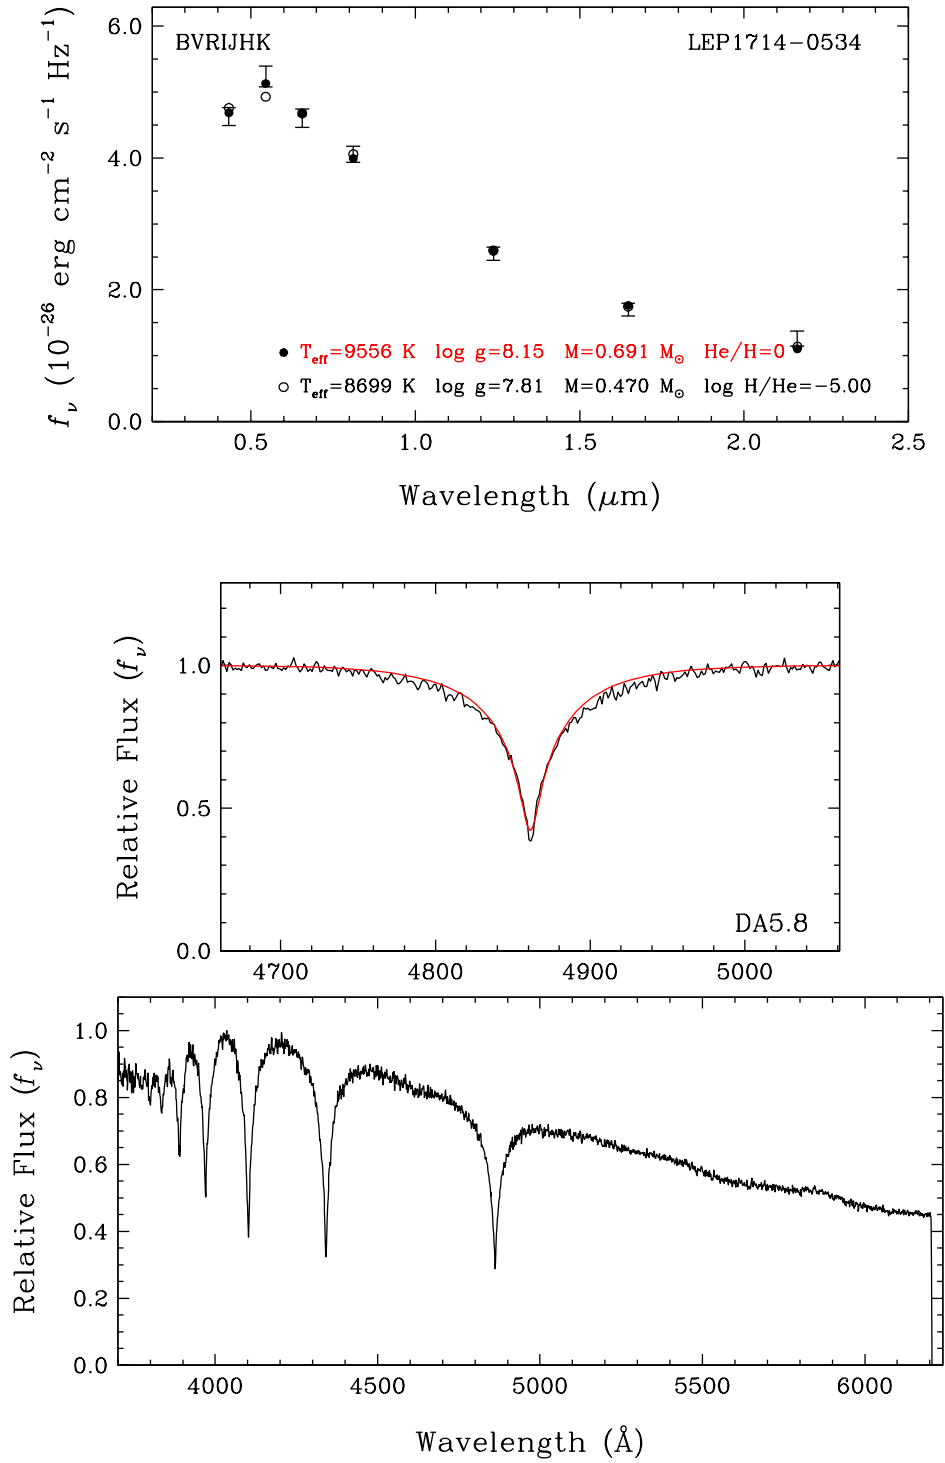 BVRIJHK LEP1714−0534
6.0
4.0
2.0
0.0
f_ν (10^−26 erg cm^−2 s^−1 Hz^−1)
● T_eff=9556 K log g=8.15 M=0.691 M_⊙ He/H=0
○ T_eff=8699 K log g=7.81 M=0.470 M_⊙ log H/He=−5.00
0.5 1.0 1.5 2.0 2.5
Wavelength (μm)
1.0
0.5
0.0
Relative Flux (f_ν)
DA5.8
4700 4800 4900 5000
1.0
0.8
0.6
0.4
0.2
0.0
Relative Flux (f_ν)
4000 4500 5000 5500 6000
Wavelength (Å)